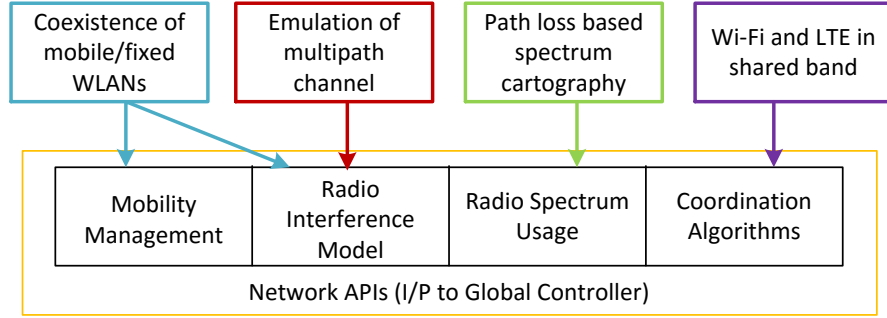 Coexistence of
mobile/fixed
WLANs
Emulation of
multipath
channel
Path loss based
spectrum
cartography
Wi-Fi and LTE in
shared band
Mobility
Management
Radio
Interference
Model
Radio Spectrum
Usage
Coordination
Algorithms
Network APIs (I/P to Global Controller)